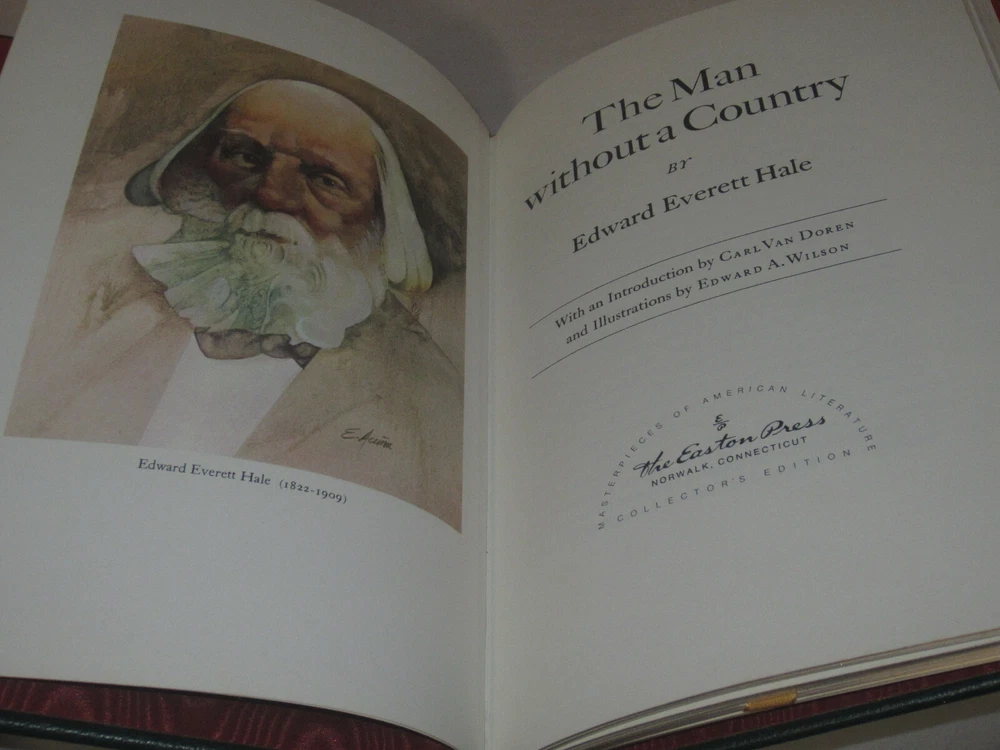 E. Acuña
Edward Everett Hale (1822-1909)
The Man
without a Country
BY
Edward Everett Hale
With an Introduction by CARL VAN DOREN
and Illustrations by EDWARD A. WILSON
MASTERPIECES OF AMERICAN LITERATURE
The Easton Press
NORWALK, CONNECTICUT
COLLECTOR'S EDITION